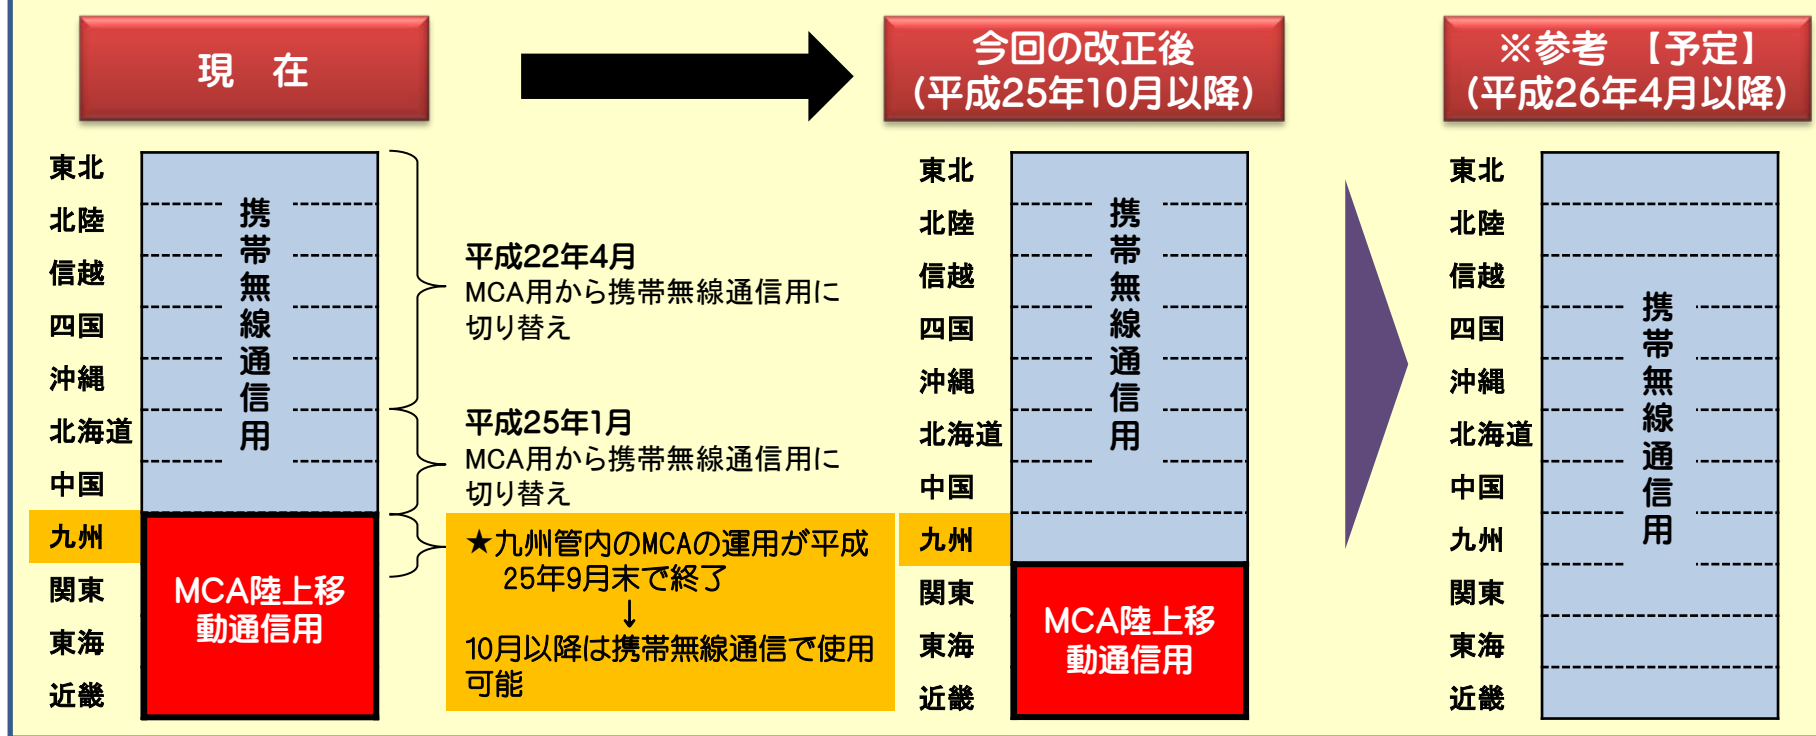 現　在
東北
北陸
信越
四国
沖縄
北海道
中国
九州
関東
東海
近畿
携帯無線通信用
MCA陸上移
動通信用
平成22年4月
MCA用から携帯無線通信用に
切り替え
平成25年1月
MCA用から携帯無線通信用に
切り替え
★九州管内のMCAの運用が平成
25年9月末で終了
↓
10月以降は携帯無線通信で使用
可能
今回の改正後
(平成25年10月以降)
東北
北陸
信越
四国
沖縄
北海道
中国
九州
関東
東海
近畿
携帯無線通信用
MCA陸上移
動通信用
※参考　【予定】
(平成26年4月以降)
東北
北陸
信越
四国
沖縄
北海道
中国
九州
関東
東海
近畿
携帯無線通信用